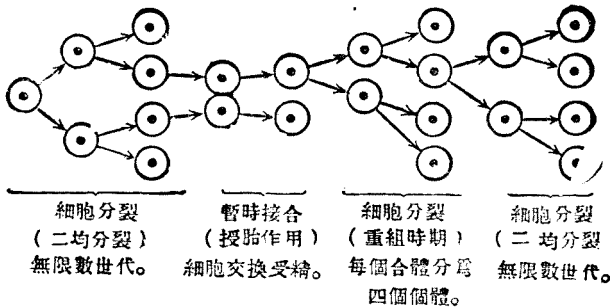 細胞分裂
(二均分裂)
無限數世代。
暫時接合
(授胎作用)
細胞交換受精。
細胞分裂
(重組時期)
每個合體分爲
四個個體。
細胞分裂
(二均分裂
無限數世代。